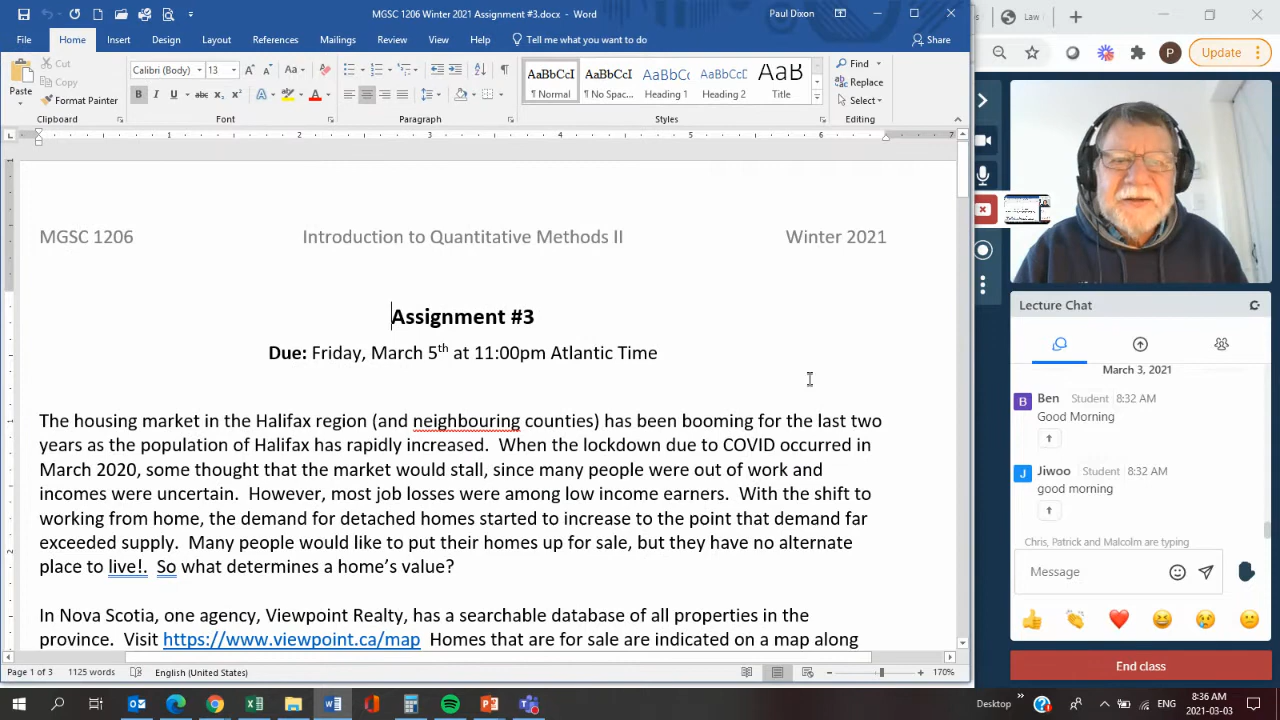 MGSC 1206 Winter 2021 Assignment #3.docx - Word
Paul Dixon
File Home Insert Design Layout References Mailings Review View Help Tell me what you want to do Share
Paste
Cut
Copy
Format Painter
Clipboard
Calibri (Body) 13
B I U abc X₂ X²
Font
Paragraph
AaBbCcI AaBbCcI AaBbCc AaBbCcC AaB
¶ Normal ¶ No Spac... Heading 1 Heading 2 Title
Styles
Find
Replace
Select
Editing
1 2 3 4 5 6 7
MGSC 1206 Introduction to Quantitative Methods II Winter 2021
Assignment #3
Due: Friday, March 5th at 11:00pm Atlantic Time
The housing market in the Halifax region (and neighbouring counties) has been booming for the last two
years as the population of Halifax has rapidly increased. When the lockdown due to COVID occurred in
March 2020, some thought that the market would stall, since many people were out of work and
incomes were uncertain. However, most job losses were among low income earners. With the shift to
working from home, the demand for detached homes started to increase to the point that demand far
exceeded supply. Many people would like to put their homes up for sale, but they have no alternate
place to live!. So what determines a home's value?
In Nova Scotia, one agency, Viewpoint Realty, has a searchable database of all properties in the
province. Visit https://www.viewpoint.ca/map Homes that are for sale are indicated on a map along
Page 1 of 3 1125 words English (United States) 170%
Law
P Update
Lecture Chat
March 3, 2021
B Ben Student 8:32 AM
Good Morning
J Jiwoo Student 8:32 AM
good morning
Chris, Patrick and Malcolm are typing
Message
End class
Desktop
ENG
8:36 AM
2021-03-03